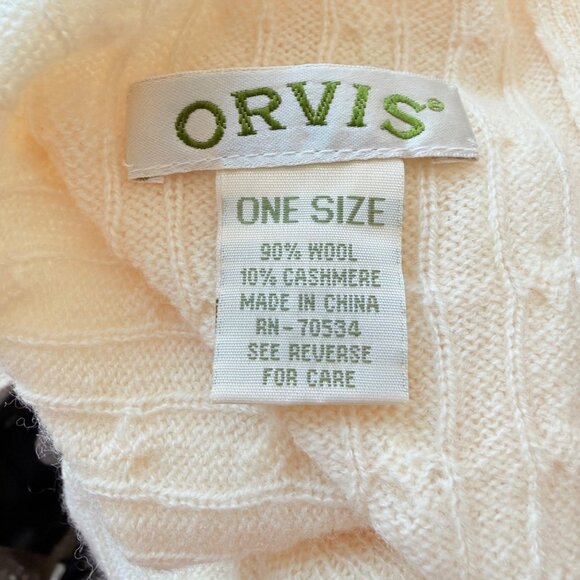 ORVIS®
ONE SIZE
90% WOOL
10% CASHMERE
MADE IN CHINA
RN-70534
SEE REVERSE
FOR CARE